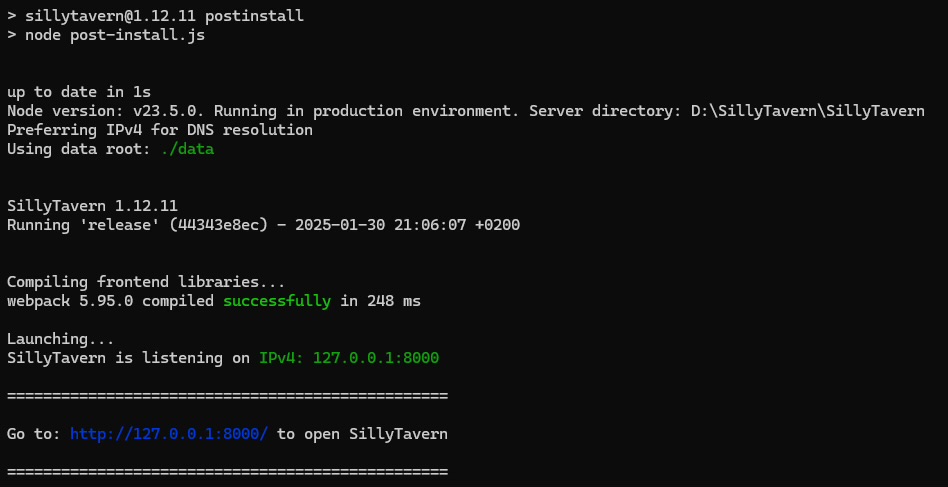 > sillytavern@1.12.11 postinstall
> node post-install.js
up to date in 1s
Node version: v23.5.0. Running in production environment. Server directory: D:\SillyTavern\SillyTavern
Preferring IPv4 for DNS resolution
Using data root: ./data
SillyTavern 1.12.11
Running 'release' (44343e8ec) - 2025-01-30 21:06:07 +0200
Compiling frontend libraries...
webpack 5.95.0 compiled successfully in 248 ms
Launching...
SillyTavern is listening on IPv4: 127.0.0.1:8000
=================================================
Go to: http://127.0.0.1:8000/ to open SillyTavern
=================================================